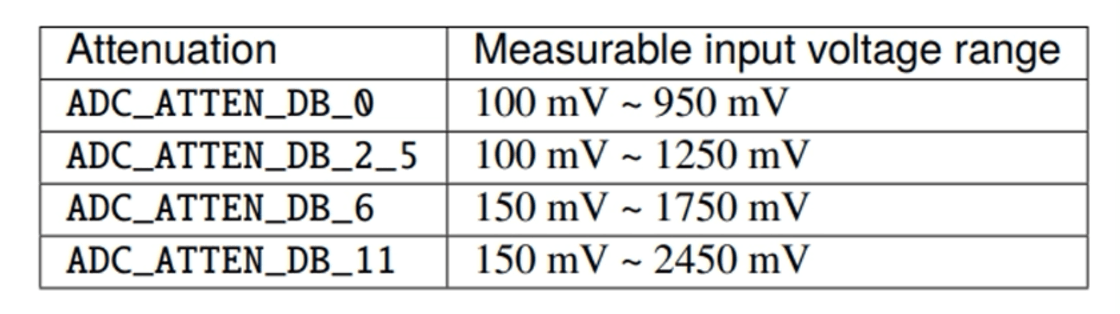 Attenuation Measurable input voltage range
ADC_ATTEN_DB_0 100 mV ~ 950 mV
ADC_ATTEN_DB_2_5 100 mV ~ 1250 mV
ADC_ATTEN_DB_6 150 mV ~ 1750 mV
ADC_ATTEN_DB_11 150 mV ~ 2450 mV